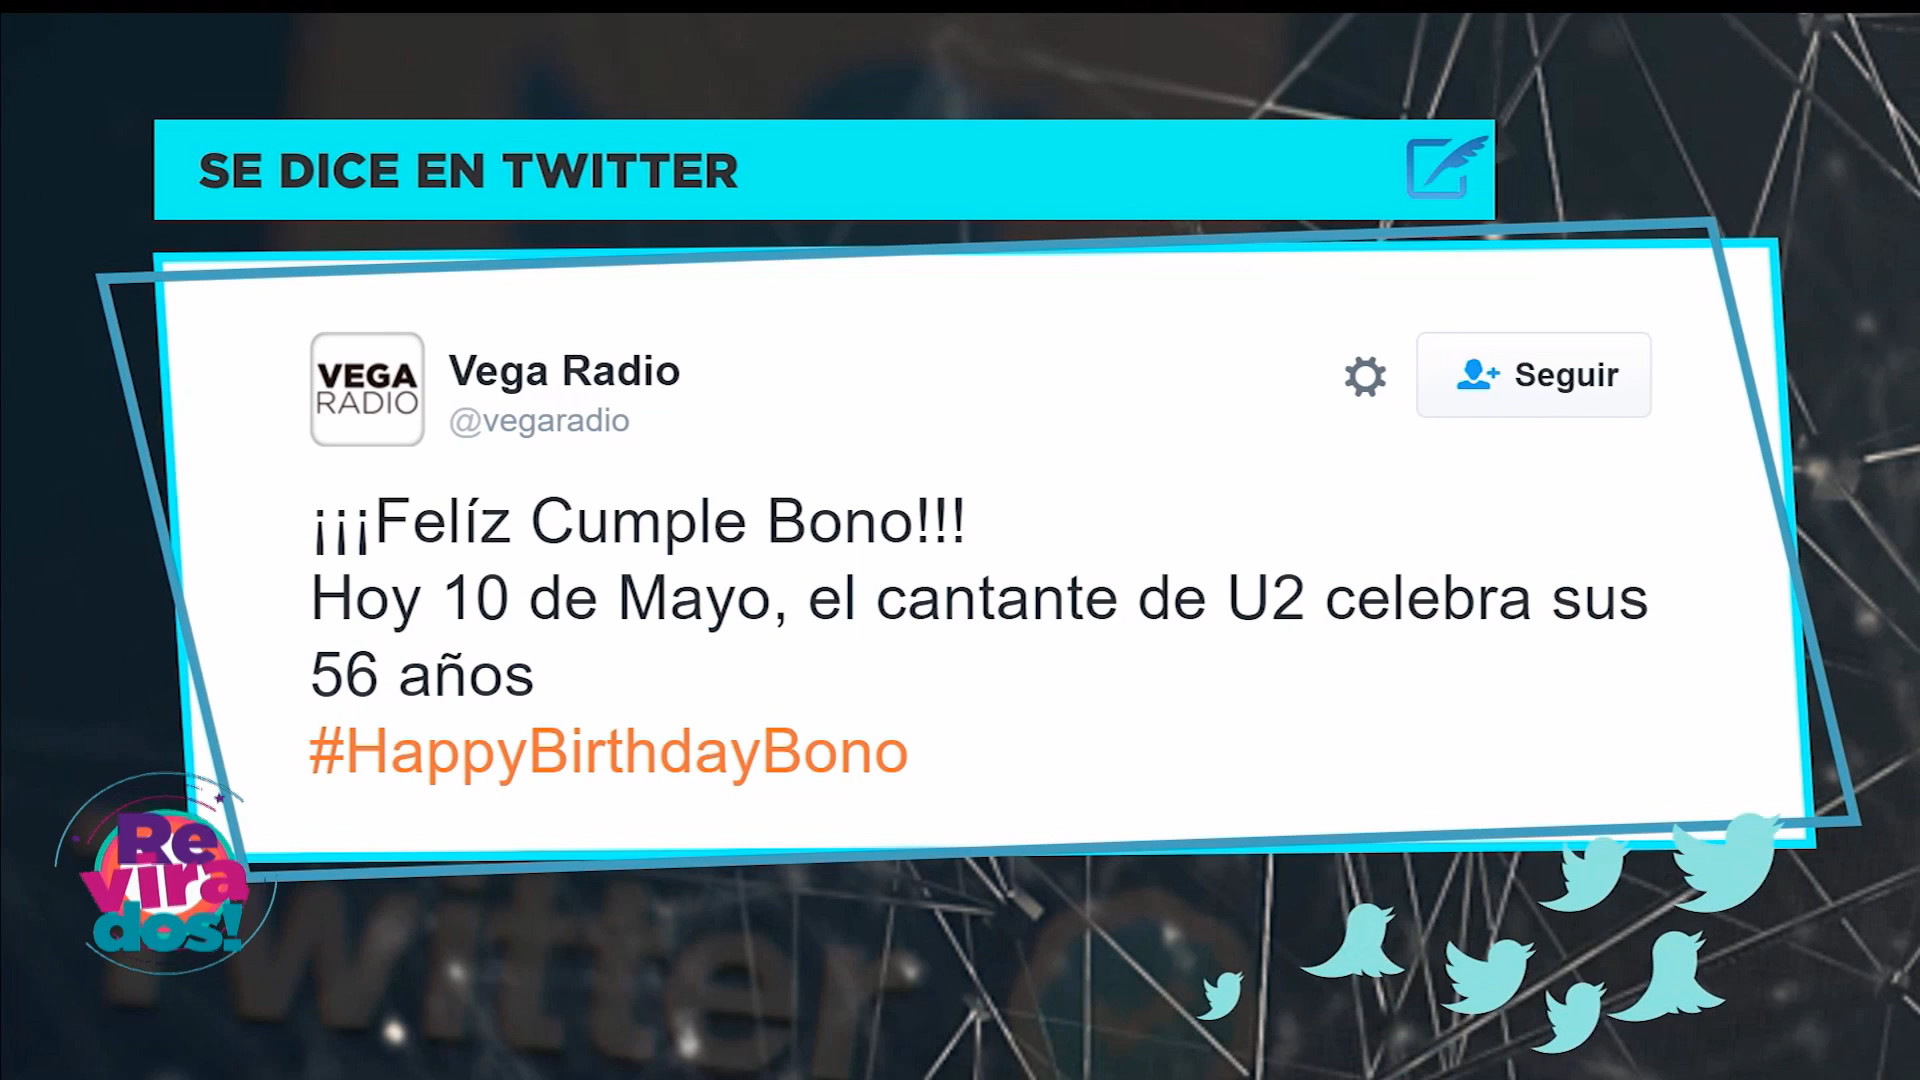 SE DICE EN TWITTER
VEGA
RADIO
Vega Radio
@vegaradio
Seguir
¡¡¡Felíz Cumple Bono!!!
Hoy 10 de Mayo, el cantante de U2 celebra sus
56 años
#HappyBirthdayBono
Re
vira
dos!
Twitter